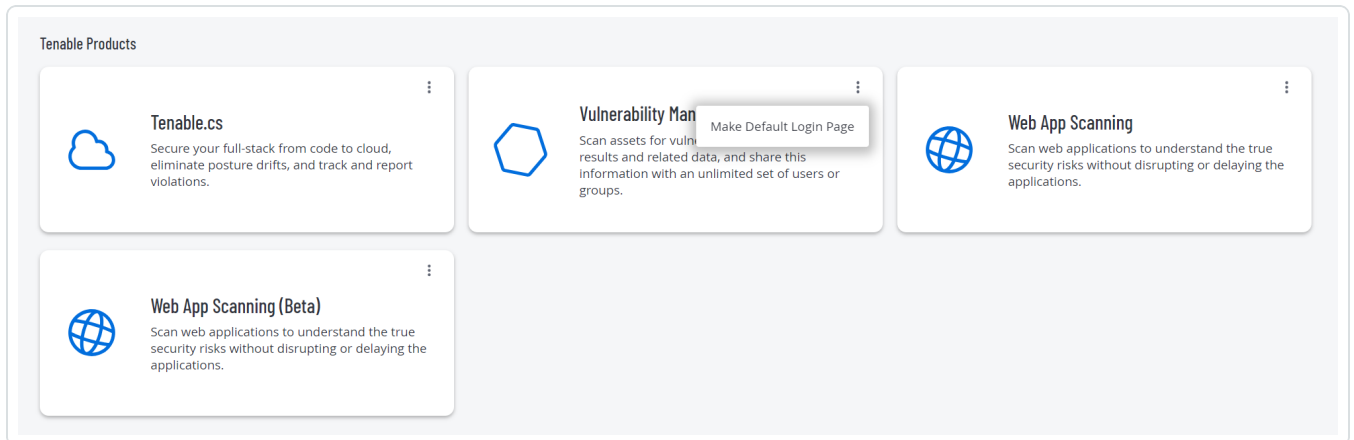 Tenable Products
Tenable.cs
Secure your full-stack from code to cloud,
eliminate posture drifts, and track and report
violations.
Vulnerability Man
Make Default Login Page
Scan assets for vuln
results and related data, and share this
information with an unlimited set of users or
groups.
Web App Scanning
Scan web applications to understand the true
security risks without disrupting or delaying the
applications.
Web App Scanning (Beta)
Scan web applications to understand the true
security risks without disrupting or delaying the
applications.